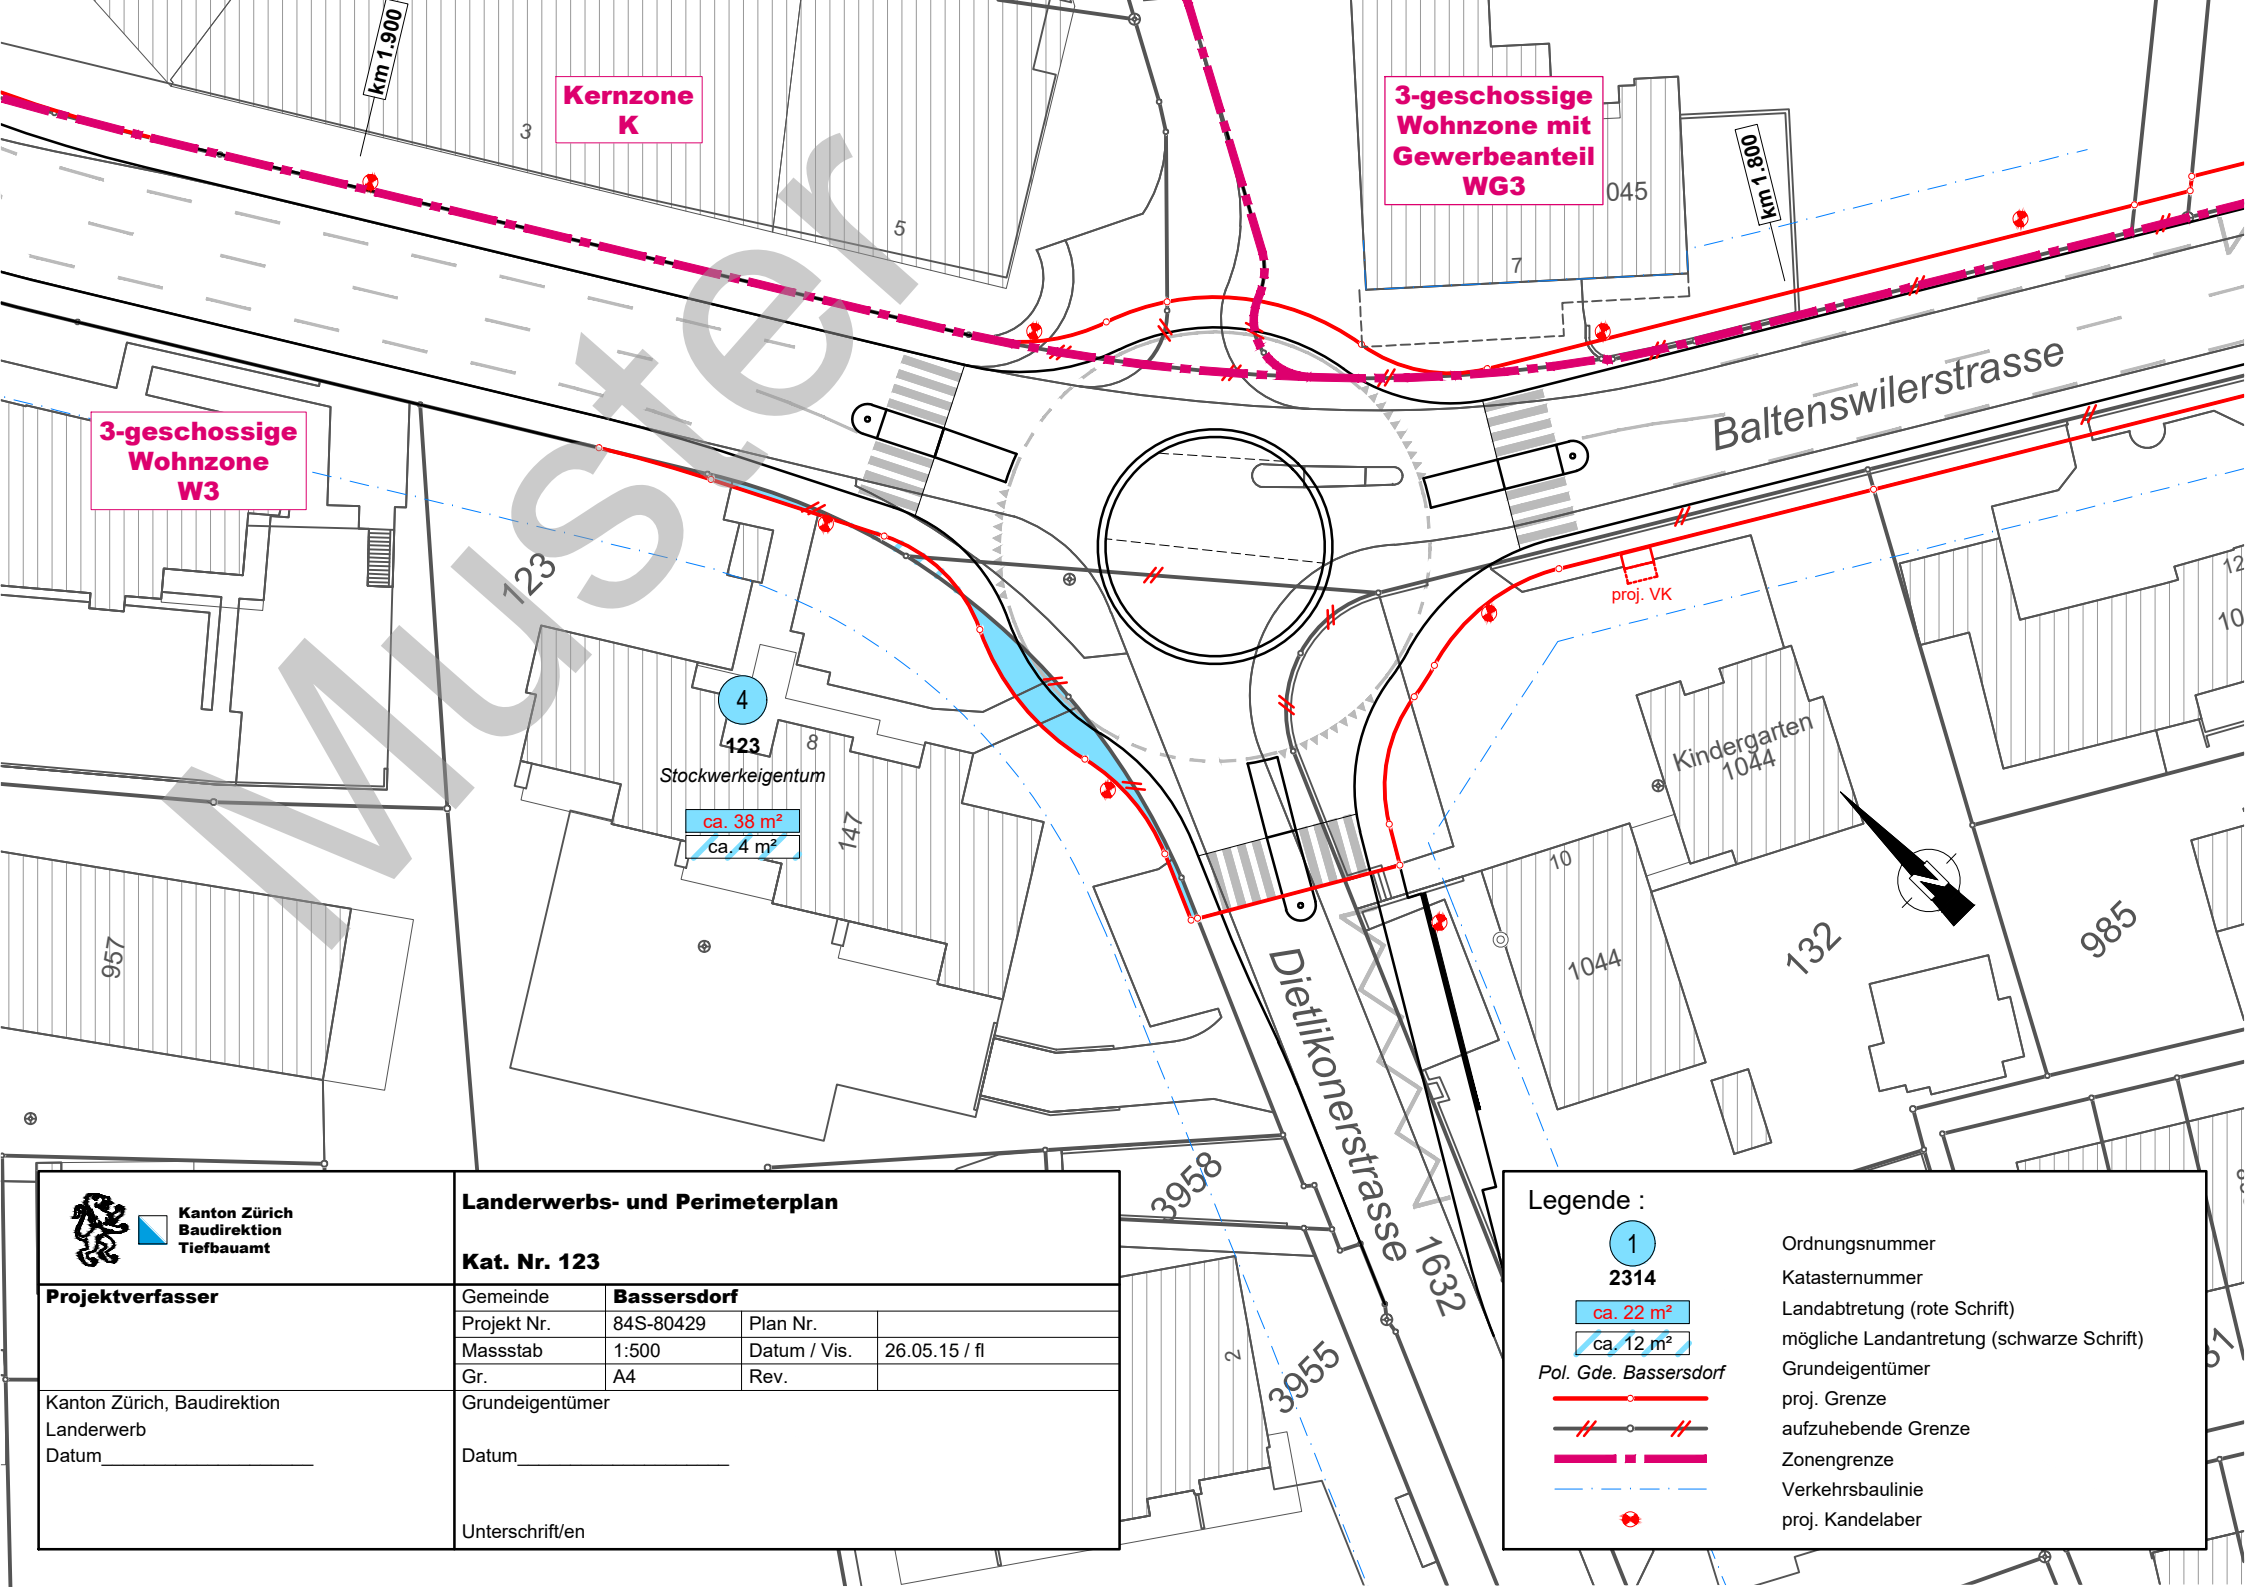 km 1.900
Kernzone
K
3
5
3-geschossige
Wohnzone mit
Gewerbeanteil
WG3
045
7
km 1.800
Baltenswilerstrasse
3-geschossige
Wohnzone
W3
Muster
123
proj. VK
12
10
4
123
8
Stockwerkeigentum
ca. 38 m²
ca. 4 m²
147
Kindergarten
1044
10
1044
132
985
N
957
Dietlikonerstrasse
1632
3958
3955
2
31
Kanton Zürich
Baudirektion
Tiefbauamt
Landerwerbs- und Perimeterplan
Kat. Nr. 123
Projektverfasser
Gemeinde Bassersdorf
Projekt Nr. 84S-80429 Plan Nr.
Massstab 1:500 Datum / Vis. 26.05.15 / fl
Gr. A4 Rev.
Kanton Zürich, Baudirektion
Landerwerb
Datum____________________
Grundeigentümer
Datum____________________
Unterschrift/en
Legende :
1 Ordnungsnummer
2314 Katasternummer
ca. 22 m² Landabtretung (rote Schrift)
ca. 12 m² mögliche Landantretung (schwarze Schrift)
Pol. Gde. Bassersdorf Grundeigentümer
proj. Grenze
aufzuhebende Grenze
Zonengrenze
Verkehrsbaulinie
proj. Kandelaber